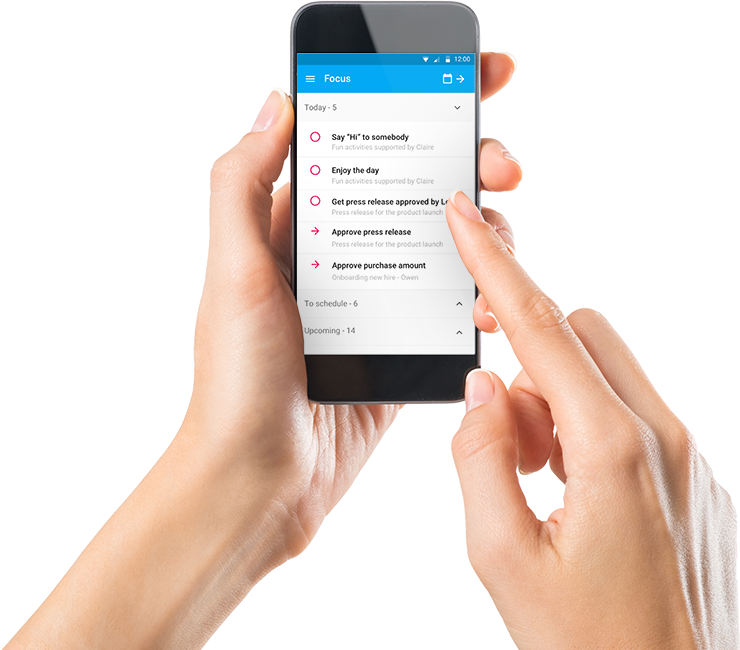 12:00
Focus
Today - 5
Say "Hi" to somebody
Fun activities supported by Claire
Enjoy the day
Fun activities supported by Claire
Get press release approved by
Press release for the product launch
Approve press release
Press release for the product launch
Approve purchase amount
Onboarding new hire - Owen
To schedule - 6
Upcoming - 14